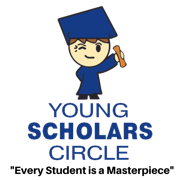 YOUNG
SCHOLARS
CIRCLE
"Every Student is a Masterpiece"